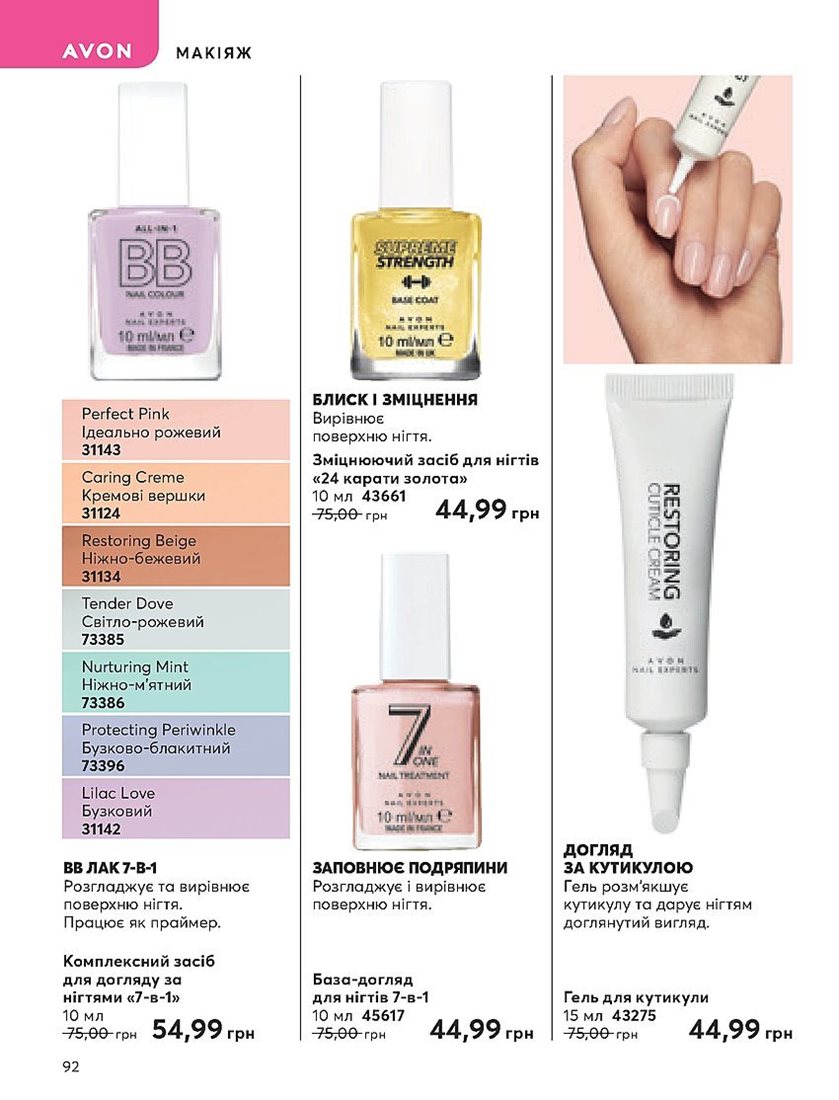 AVON
МАКІЯЖ
ALL-IN-1
BB
NAIL COLOUR
AVON
NAIL EXPERTS
10 ml/мл ℮
MADE IN FRANCE
Perfect Pink
Ідеально рожевий
31143
Caring Creme
Кремові вершки
31124
Restoring Beige
Ніжно-бежевий
31134
Tender Dove
Світло-рожевий
73385
Nurturing Mint
Ніжно-м'ятний
73386
Protecting Periwinkle
Бузково-блакитний
73396
Lilac Love
Бузковий
31142
BB ЛАК 7-В-1
Розгладжує та вирівнює
поверхню нігтя.
Працює як праймер.
Комплексний засіб
для догляду за
нігтями «7-в-1»
10 мл
75,00 грн 54,99 грн
SUPREME
STRENGTH
BASE COAT
AVON
NAIL EXPERTS
10 ml/мл ℮
MADE IN UK
БЛИСК І ЗМІЦНЕННЯ
Вирівнює
поверхню нігтя.
Зміцнюючий засіб для нігтів
«24 карати золота»
10 мл 43661
75,00 грн 44,99 грн
7
IN
ONE
NAIL TREATMENT
AVON
NAIL EXPERTS
10 ml/мл ℮
MADE IN FRANCE
ЗАПОВНЮЄ ПОДРЯПИНИ
Розгладжує і вирівнює
поверхню нігтя.
База-догляд
для нігтів 7-в-1
10 мл 45617
75,00 грн 44,99 грн
AVON
NAIL EXPERTS
RESTORING
CUTICLE CREAM
AVON
NAIL EXPERTS
ДОГЛЯД
ЗА КУТИКУЛОЮ
Гель розм'якшує
кутикулу та дарує нігтям
доглянутий вигляд.
Гель для кутикули
15 мл 43275
75,00 грн 44,99 грн
92